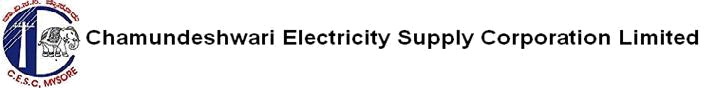 ಚಾ.ವಿ.ಸ.ನಿ. ಮೈಸೂರು
Chamundeshwari Electricity Supply Corporation Limited
C.E.S.C, MYSORE